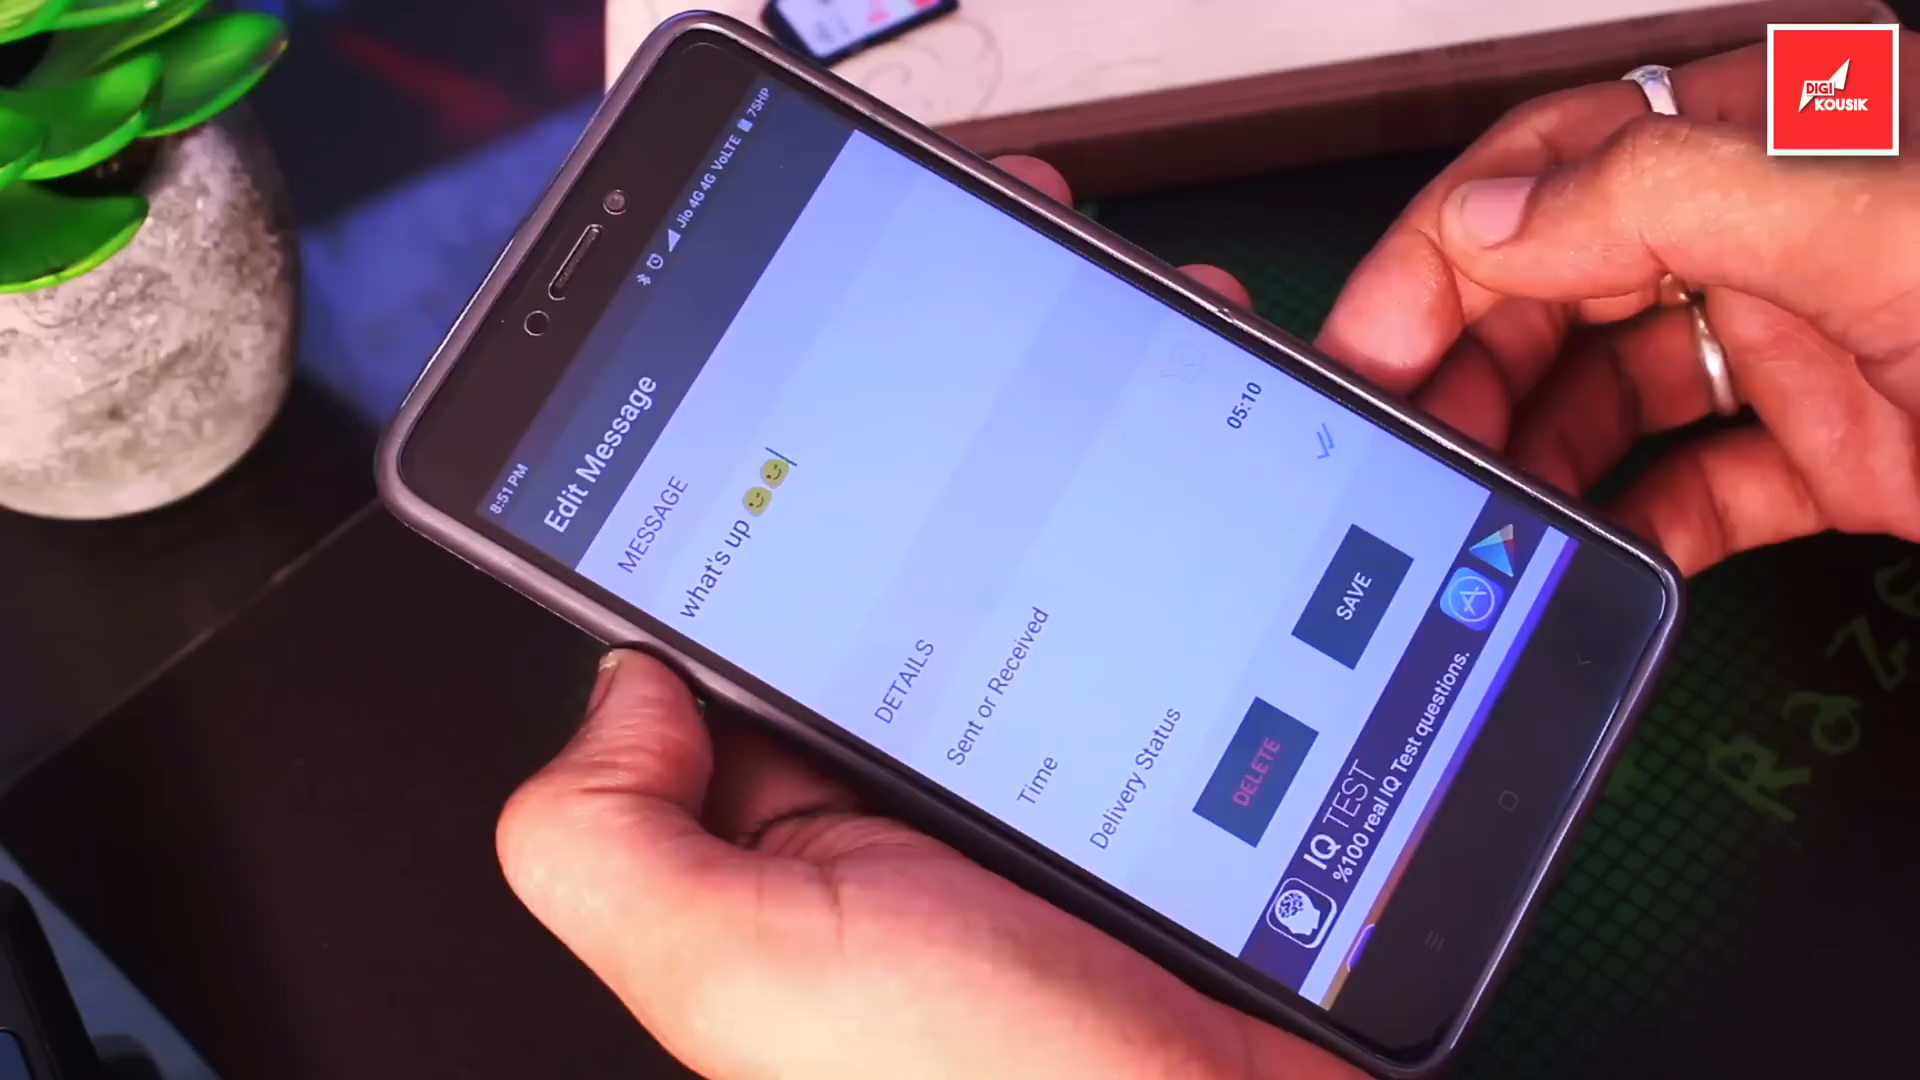 DIGI
KOUSIK
8:51 PM
Jio 4G 4G VoLTE
Edit Message
MESSAGE
what's up 😉😉
DETAILS
Sent or Received
Time
05:10
Delivery Status
DELETE
SAVE
IQ TEST
%100 real IQ Test questions.